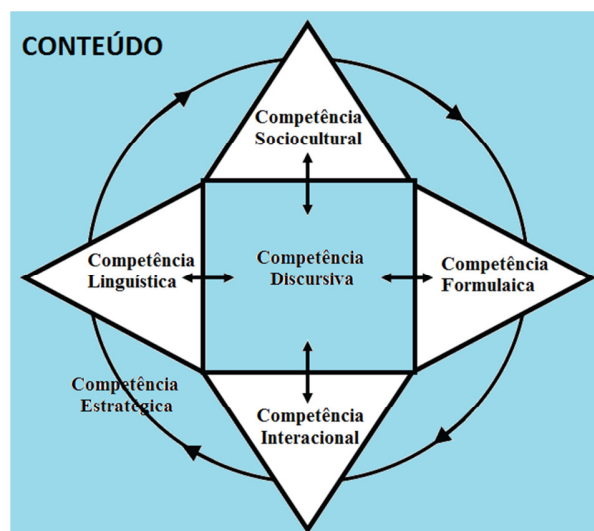 CONTEÚDO
Competência
Sociocultural
Competência
Linguística
Competência
Discursiva
Competência
Formulaica
Competência
Estratégica
Competência
Interacional